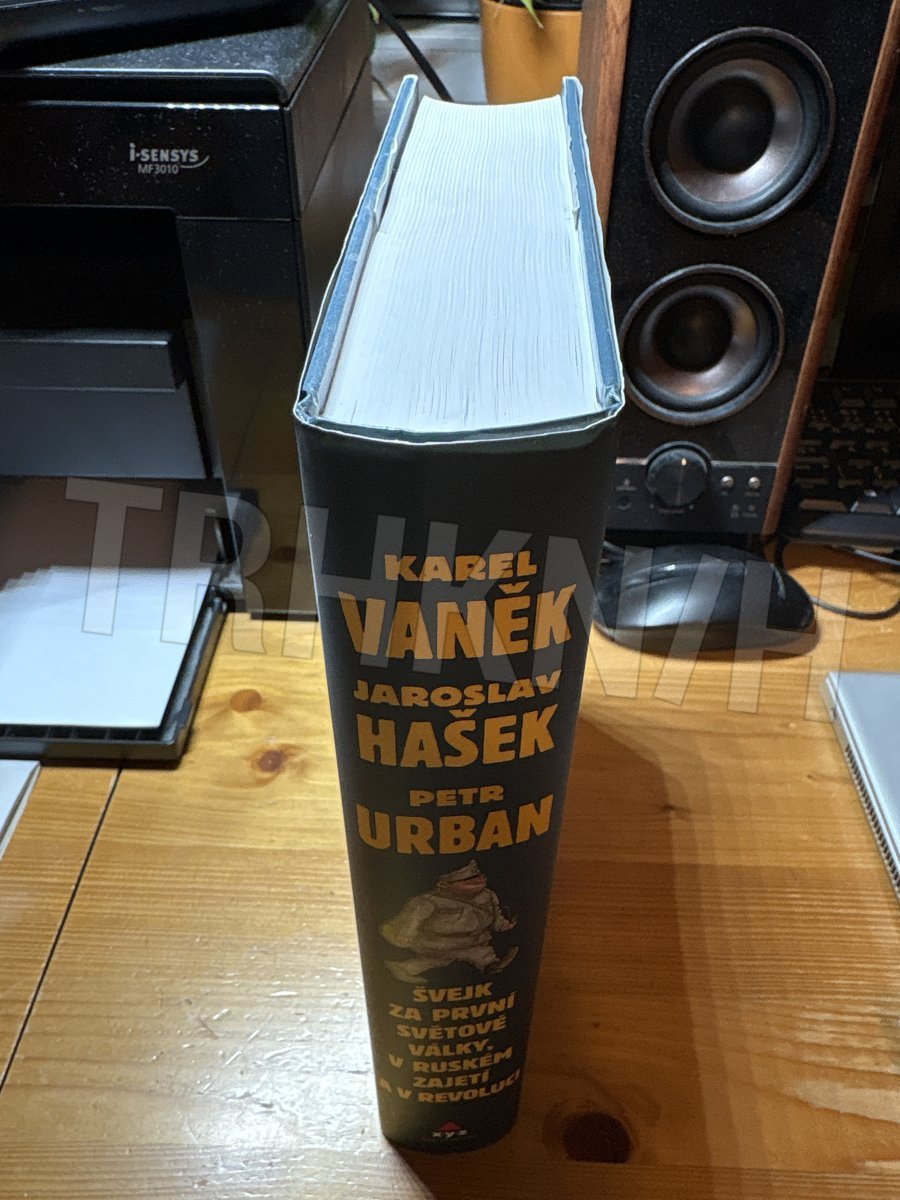 i-SENSYS
MF3010
TRHKNIH
KAREL
VANĚK
JAROSLAV
HAŠEK
PETR
URBAN
ŠVEJK
ZA PRVNÍ
SVĚTOVÉ
VÁLKY,
V RUSKÉM
ZAJETÍ
A V REVOLUCI
xyz